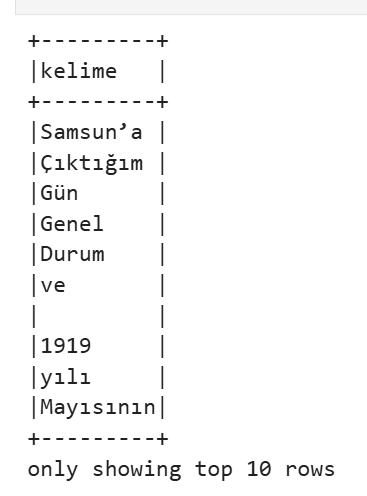 +---------+
|kelime   |
+---------+
|Samsun’a |
|Çıktığım |
|Gün      |
|Genel    |
|Durum    |
|ve       |
|         |
|1919     |
|yılı     |
|Mayısının|
+---------+
only showing top 10 rows